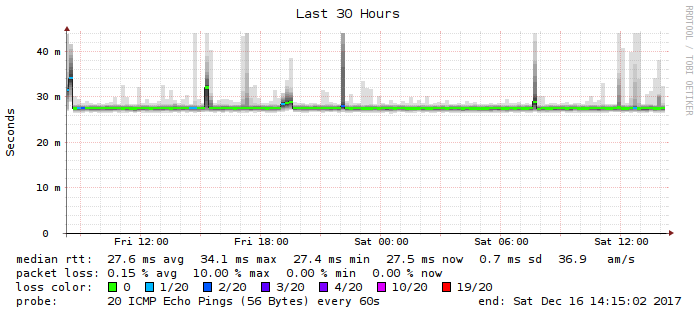 Last 30 Hours
RRDTOOL / TOBI OETIKER
Seconds
40 m
30 m
20 m
10 m
0
Fri 12:00 Fri 18:00 Sat 00:00 Sat 06:00 Sat 12:00
median rtt: 27.6 ms avg 34.1 ms max 27.4 ms min 27.5 ms now 0.7 ms sd 36.9 am/s
packet loss: 0.15 % avg 10.00 % max 0.00 % min 0.00 % now
loss color: 0 1/20 2/20 3/20 4/20 10/20 19/20
probe: 20 ICMP Echo Pings (56 Bytes) every 60s end: Sat Dec 16 14:15:02 2017